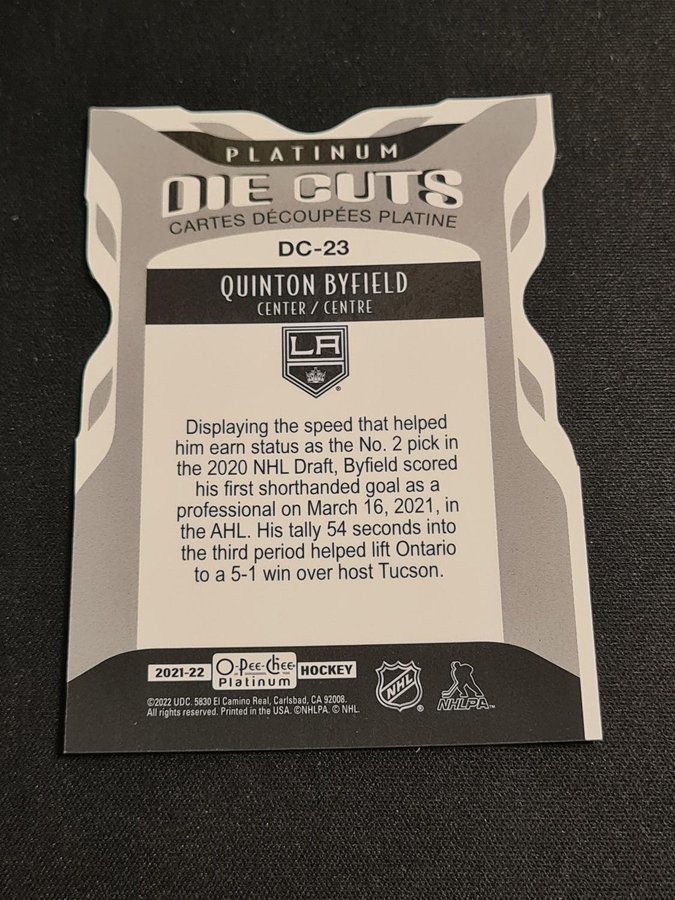 PLATINUM
DIE CUTS
CARTES DÉCOUPÉES PLATINE
DC-23
QUINTON BYFIELD
CENTER / CENTRE
LA
®
Displaying the speed that helped
him earn status as the No. 2 pick in
the 2020 NHL Draft, Byfield scored
his first shorthanded goal as a
professional on March 16, 2021, in
the AHL. His tally 54 seconds into
the third period helped lift Ontario
to a 5-1 win over host Tucson.
2021-22 O-Pee-Chee Platinum HOCKEY
©2022 UDC. 5830 El Camino Real, Carlsbad, CA 92008.
All rights reserved. Printed in the USA. ©NHLPA. © NHL.
NHL ®
NHLPA™